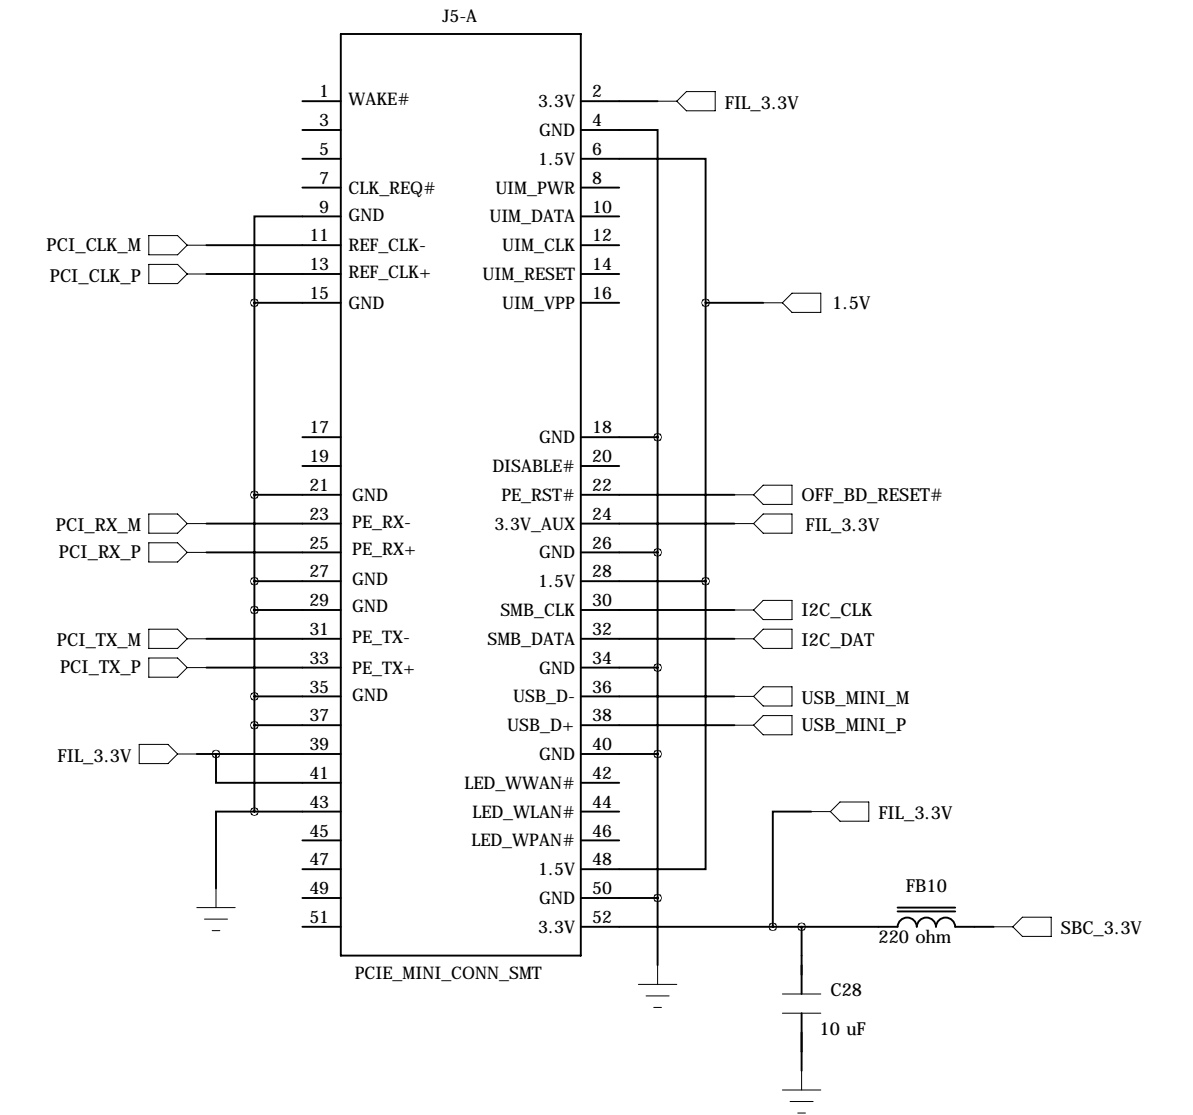 J5-A
1 WAKE# 3.3V 2 FIL_3.3V
3 GND 4
5 1.5V 6
7 CLK_REQ# UIM_PWR 8
9 GND UIM_DATA 10
PCI_CLK_M 11 REF_CLK- UIM_CLK 12
PCI_CLK_P 13 REF_CLK+ UIM_RESET 14
15 GND UIM_VPP 16 1.5V
17 GND 18
19 DISABLE# 20
21 GND PE_RST# 22 OFF_BD_RESET#
PCI_RX_M 23 PE_RX- 3.3V_AUX 24 FIL_3.3V
PCI_RX_P 25 PE_RX+ GND 26
27 GND 1.5V 28
29 GND SMB_CLK 30 I2C_CLK
PCI_TX_M 31 PE_TX- SMB_DATA 32 I2C_DAT
PCI_TX_P 33 PE_TX+ GND 34
35 GND USB_D- 36 USB_MINI_M
37 USB_D+ 38 USB_MINI_P
FIL_3.3V 39 GND 40
41 LED_WWAN# 42
43 LED_WLAN# 44 FIL_3.3V
45 LED_WPAN# 46
47 1.5V 48
49 GND 50 FB10
51 3.3V 52 220 ohm SBC_3.3V
PCIE_MINI_CONN_SMT
C28
10 uF